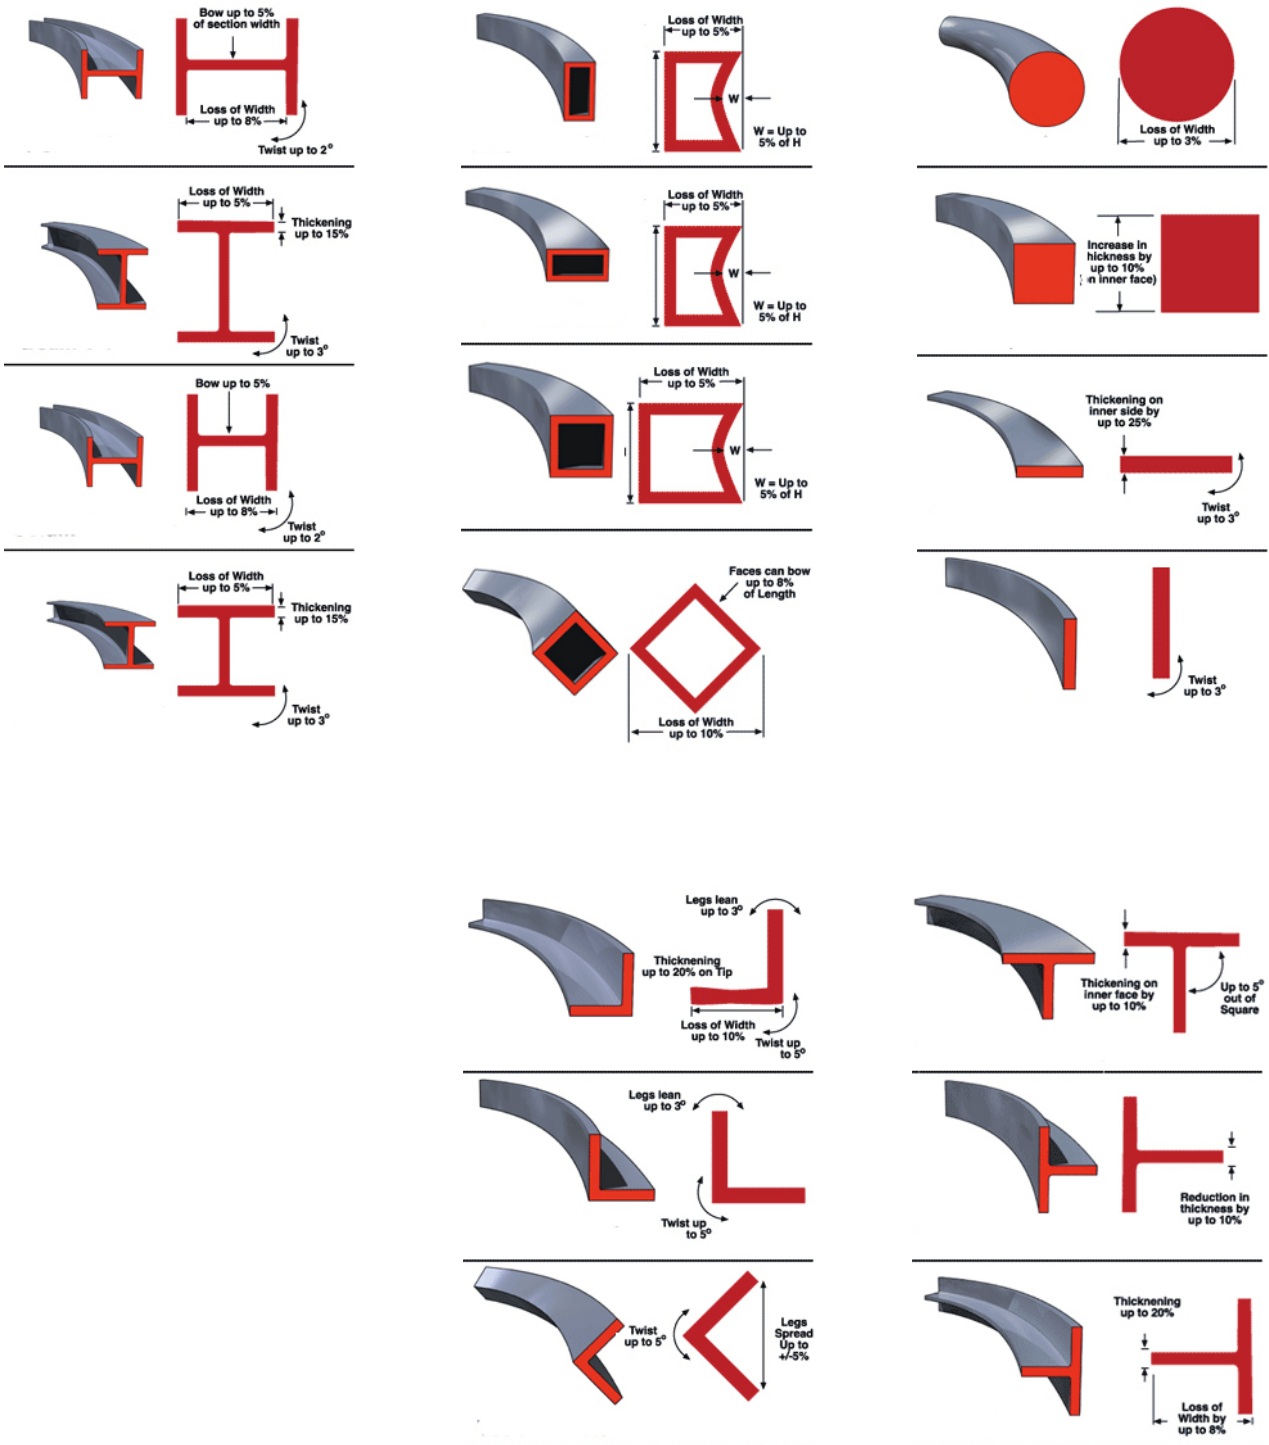 Bow up to 5%
of section width
Loss of Width
up to 8%
Twist up to 2°
Loss of Width
up to 5%
Thickening
up to 15%
Twist
up to 3°
Bow up to 5%
Loss of Width
up to 8%
Twist
up to 2°
Loss of Width
up to 5%
Thickening
up to 15%
Twist
up to 3°
Loss of Width
up to 5%
W
W = Up to
5% of H
Loss of Width
up to 5%
W
W = Up to
5% of H
Loss of Width
up to 5%
W
W = Up to
5% of H
Faces can bow
up to 8%
of Length
Loss of Width
up to 10%
Loss of Width
up to 3%
Increase in
hickness by
up to 10%
n inner face)
Thickening on
inner side by
up to 25%
Twist
up to 3°
Twist
up to 3°
Legs lean
up to 3°
Thicknening
up to 20% on Tip
Loss of Width
up to 10%
Twist up
to 5°
Legs lean
up to 3°
Twist up
to 5°
Twist
up to 5°
Legs
Spread
Up to
+/-5%
Thickening on
inner face by
up to 10%
Up to 5°
out of
Square
Reduction in
thickness by
up to 10%
Thicknening
up to 20%
Loss of
Width by
up to 8%